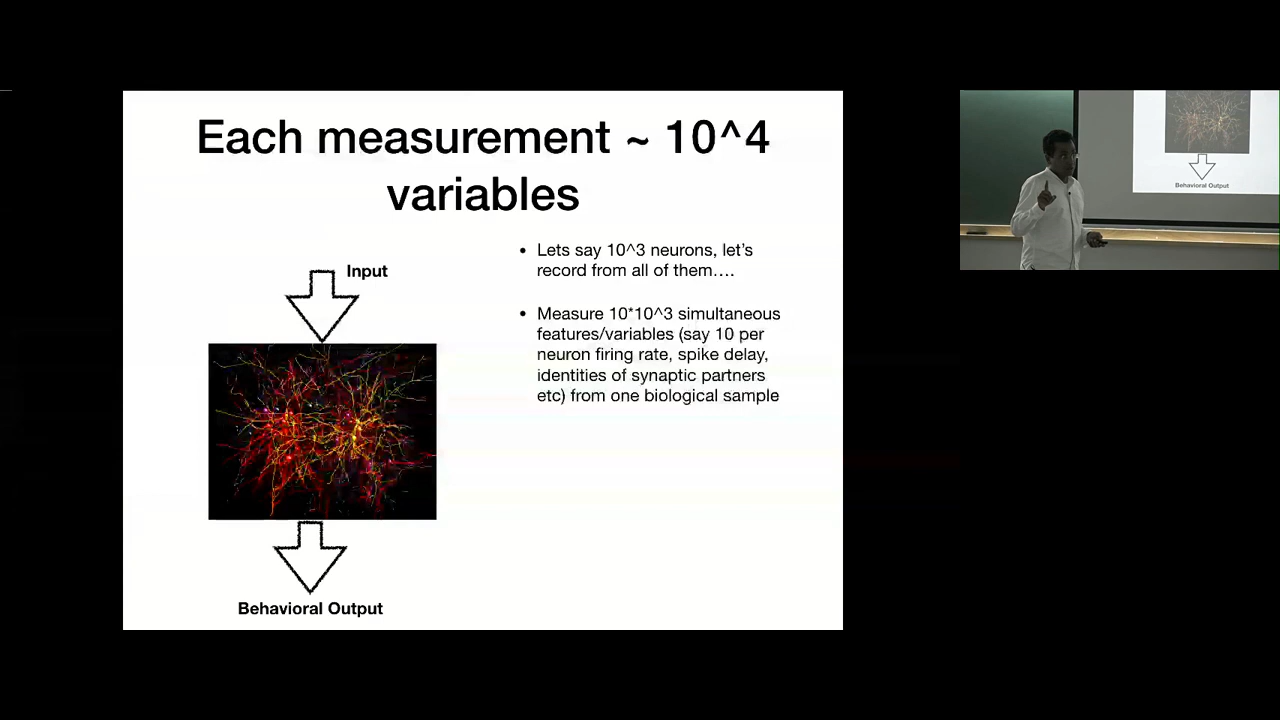 Each measurement ~ 10^4
variables
Input
• Lets say 10^3 neurons, let's
record from all of them….
• Measure 10*10^3 simultaneous
features/variables (say 10 per
neuron firing rate, spike delay,
identities of synaptic partners
etc) from one biological sample
Behavioral Output
Behavioral Output